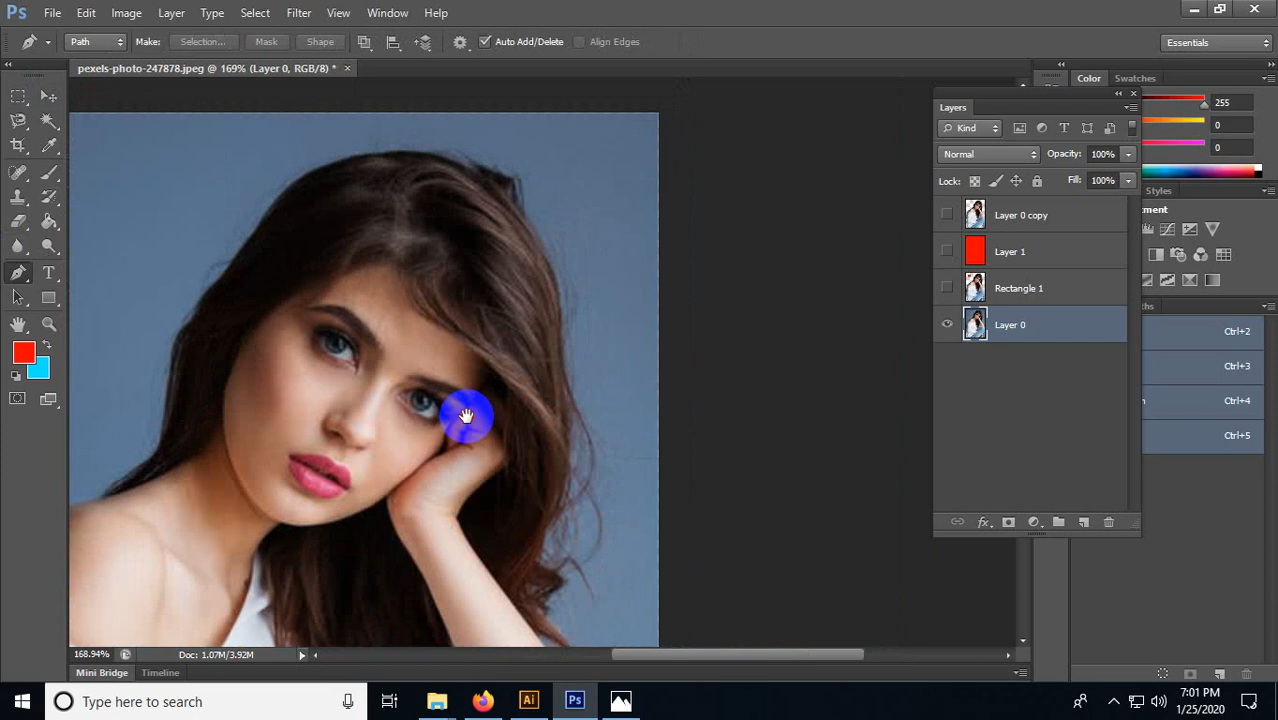 Ps File Edit Image Layer Type Select Filter View Window Help
Path Make: Selection... Mask Shape Auto Add/Delete Align Edges Essentials
pexels-photo-247878.jpeg @ 169% (Layer 0, RGB/8) * ×
Color Swatches
255
0
0
Layers
Kind
Normal Opacity: 100%
Lock: Fill: 100%
Styles
Layer 0 copy
Layer 1
Rectangle 1
Layer 0
Ctrl+2
Ctrl+3
Ctrl+4
Ctrl+5
168.94% Doc: 1.07M/3.92M
Mini Bridge Timeline
Type here to search
Ai Ps
7:01 PM
1/25/2020